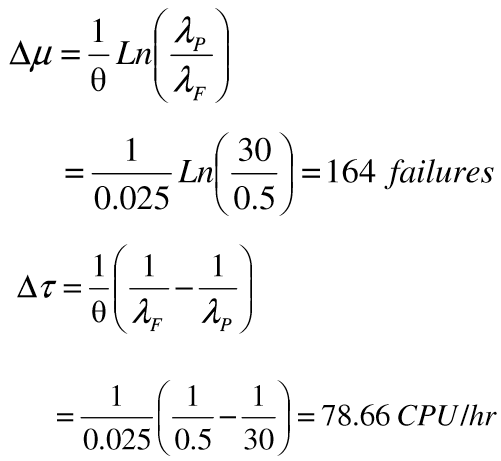 Δμ = 1/θ Ln(λ_P/λ_F)
= 1/0.025 Ln(30/0.5) = 164 failures
Δτ = 1/θ (1/λ_F − 1/λ_P)
= 1/0.025 (1/0.5 − 1/30) = 78.66 CPU/hr